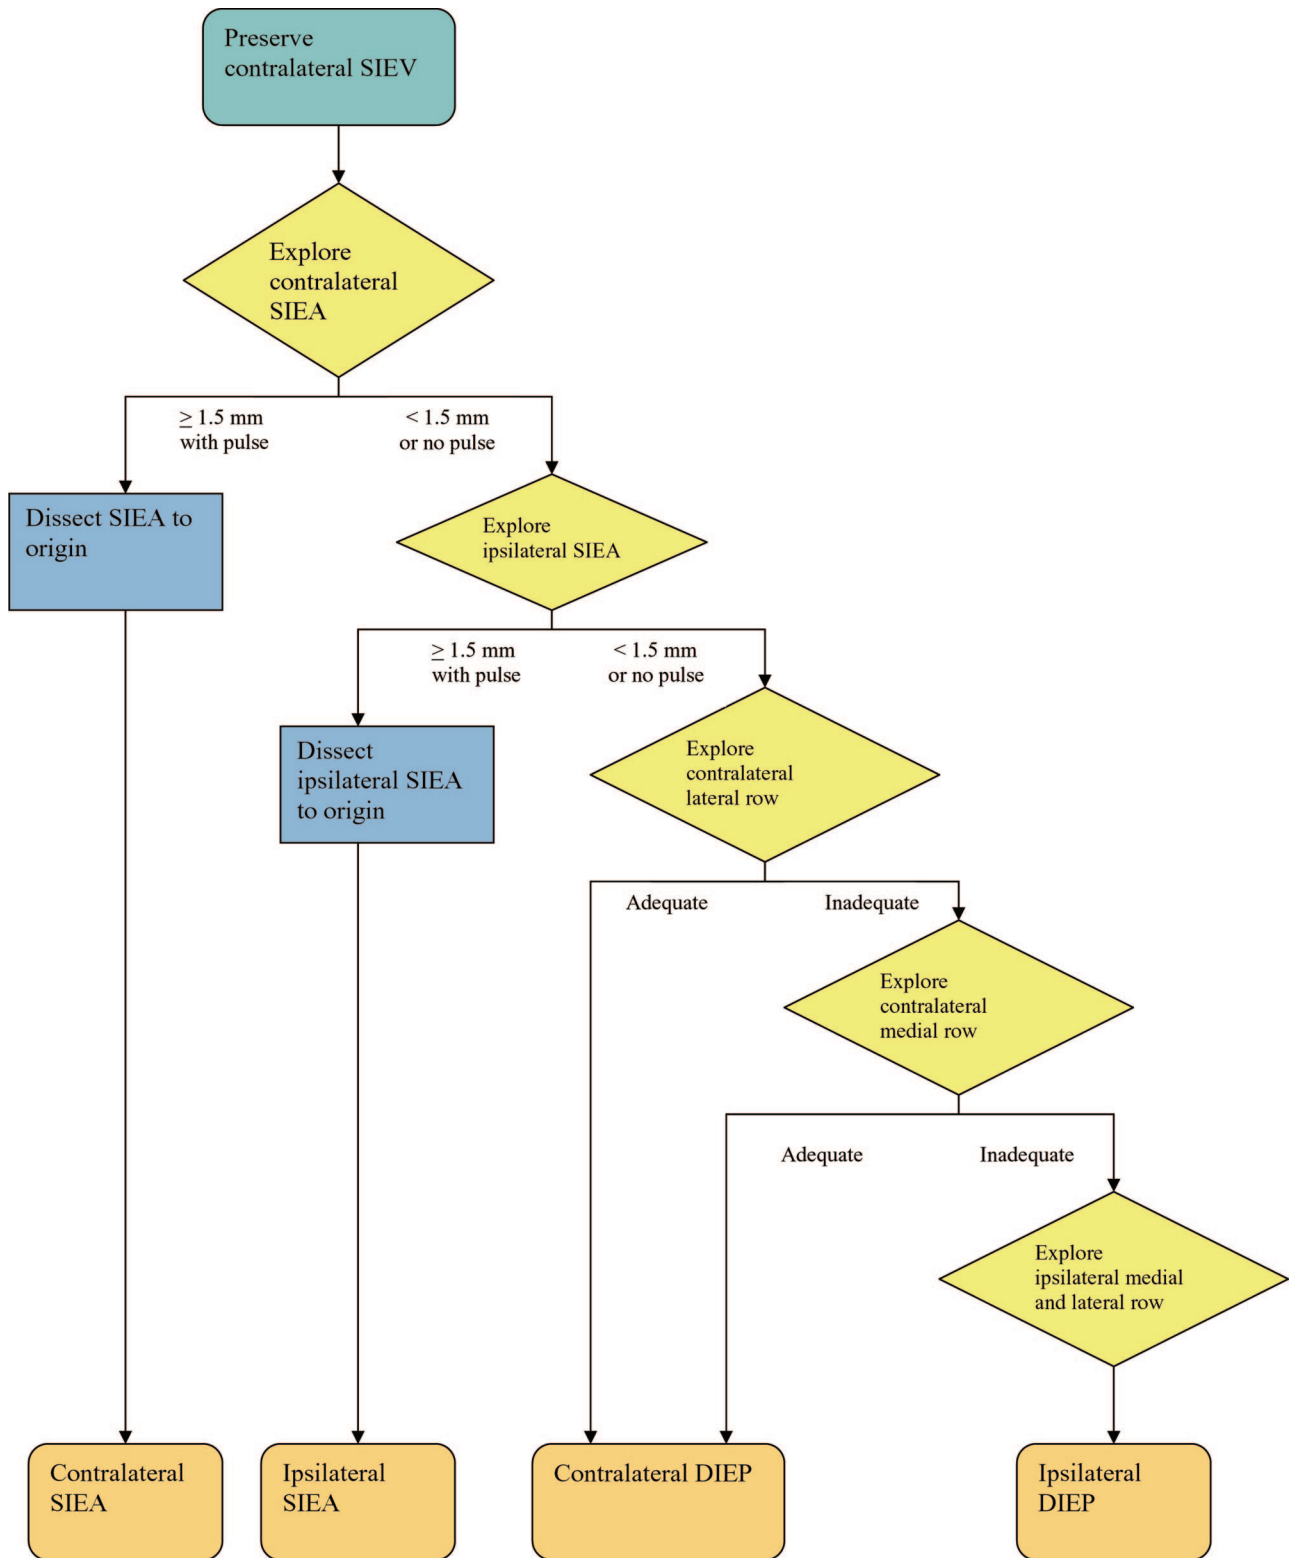 Preserve
contralateral SIEV
Explore
contralateral
SIEA
≥ 1.5 mm
with pulse
< 1.5 mm
or no pulse
Dissect SIEA to
origin
Explore
ipsilateral SIEA
≥ 1.5 mm
with pulse
< 1.5 mm
or no pulse
Dissect
ipsilateral SIEA
to origin
Explore
contralateral
lateral row
Adequate
Inadequate
Explore
contralateral
medial row
Adequate
Inadequate
Explore
ipsilateral medial
and lateral row
Contralateral
SIEA
Ipsilateral
SIEA
Contralateral DIEP
Ipsilateral
DIEP